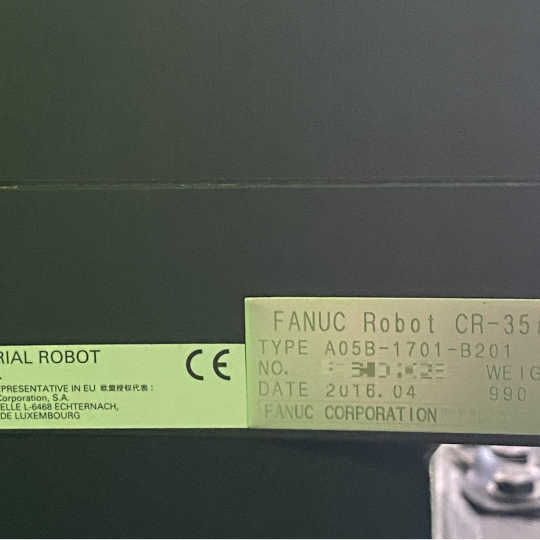 RIAL ROBOT
CE
EPRESENTATIVE IN EU 欧盟授权代表:
Corporation, S.A.
ELLE L-6468 ECHTERNACH,
DE LUXEMBOURG
FANUC Robot CR-35
TYPE A05B-1701-B201
NO. WEIG
DATE 2016.04 990
FANUC CORPORATION